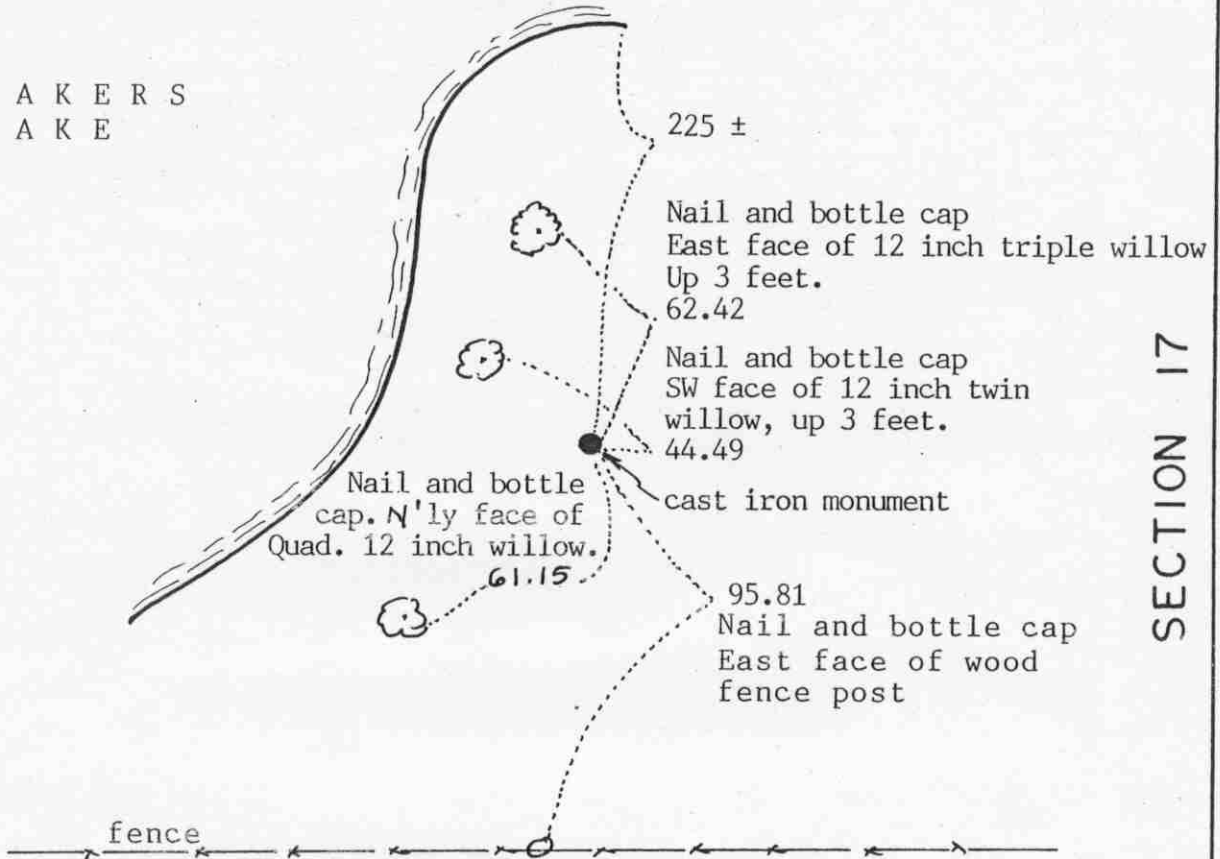 A K E R S
A K E
225 ±
Nail and bottle cap
East face of 12 inch triple willow
Up 3 feet.
62.42
Nail and bottle cap
SW face of 12 inch twin
willow, up 3 feet.
44.49
cast iron monument
Nail and bottle
cap. N'ly face of
Quad. 12 inch willow.
61.15
95.81
Nail and bottle cap
East face of wood
fence post
fence
SECTION 17